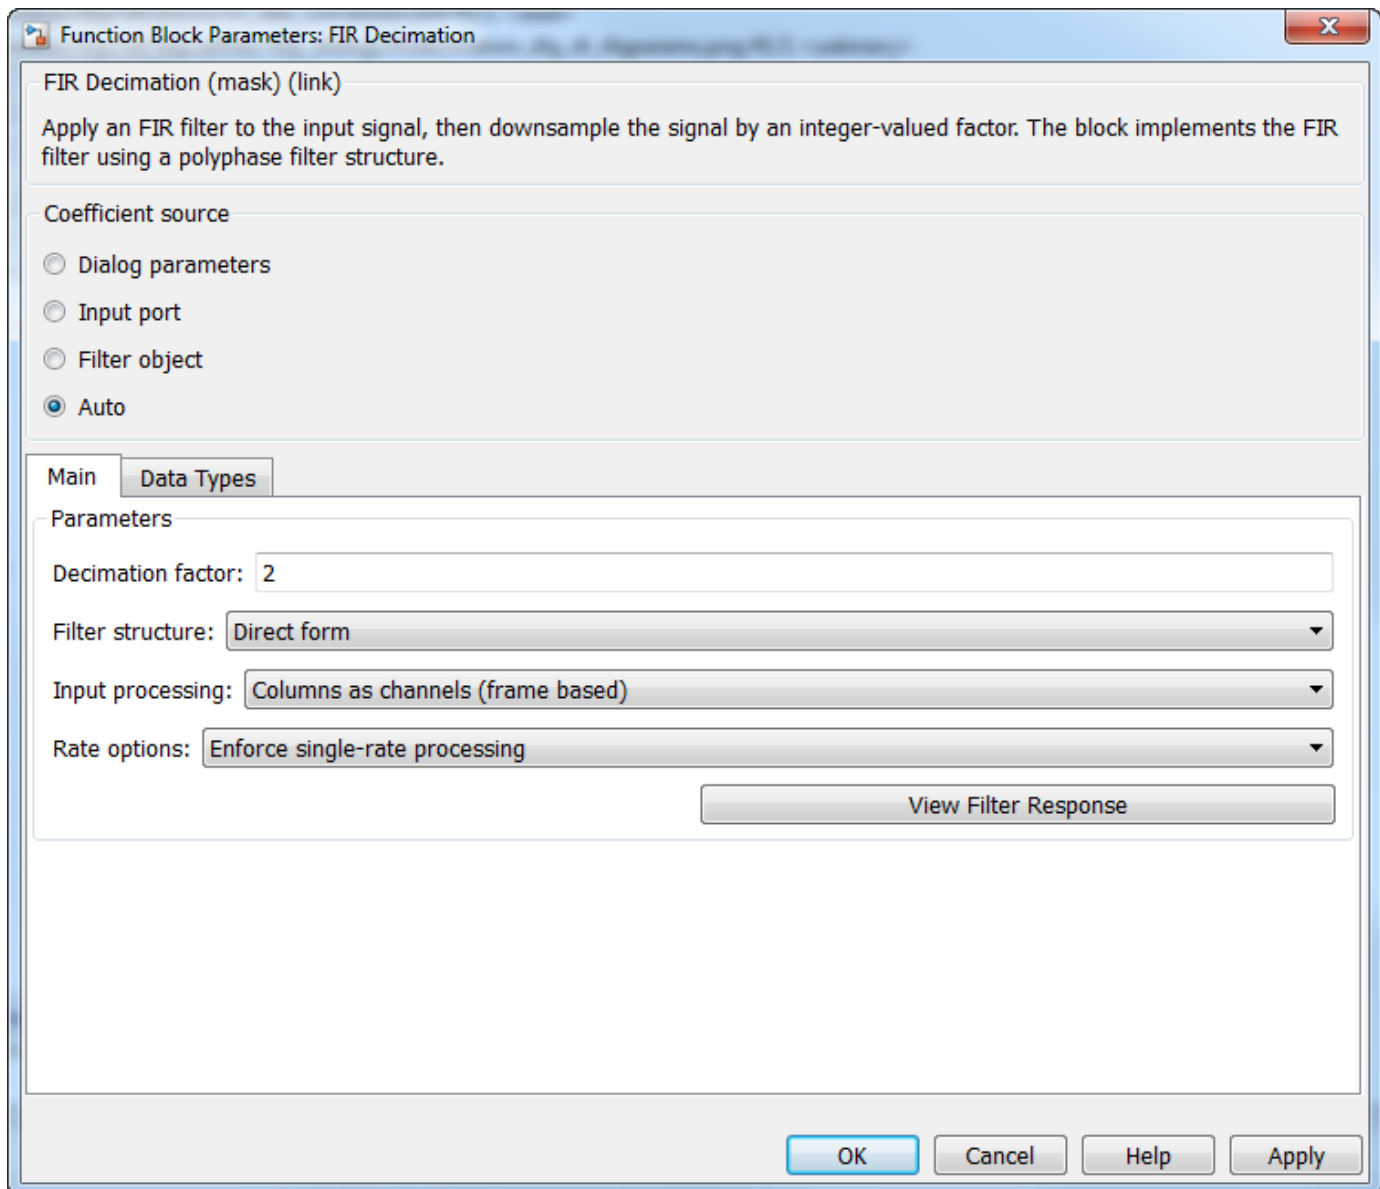 Function Block Parameters: FIR Decimation
FIR Decimation (mask) (link)
Apply an FIR filter to the input signal, then downsample the signal by an integer-valued factor. The block implements the FIR
filter using a polyphase filter structure.
Coefficient source
Dialog parameters
Input port
Filter object
Auto
Main Data Types
Parameters
Decimation factor: 2
Filter structure: Direct form
Input processing: Columns as channels (frame based)
Rate options: Enforce single-rate processing
View Filter Response
OK Cancel Help Apply